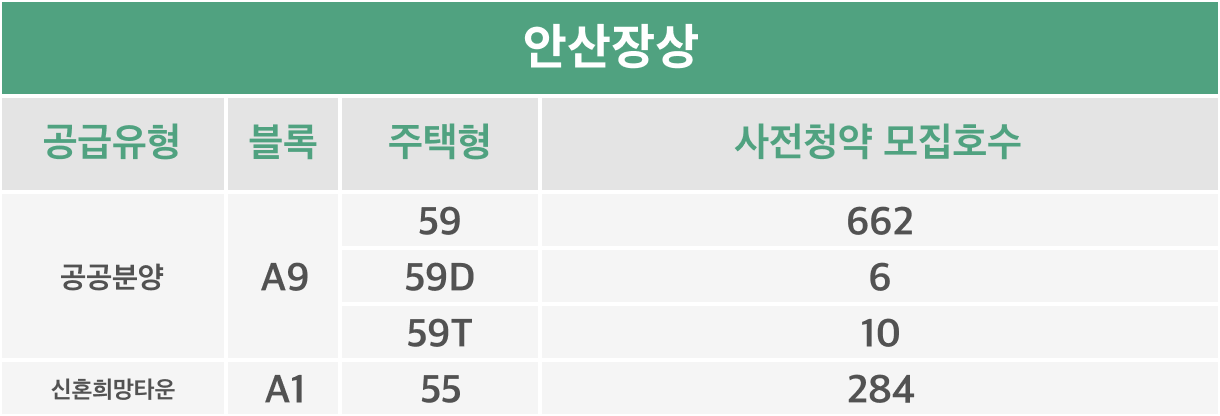 안산장상
공급유형 블록 주택형 사전청약 모집호수
공공분양 A9 59 662
59D 6
59T 10
신혼희망타운 A1 55 284